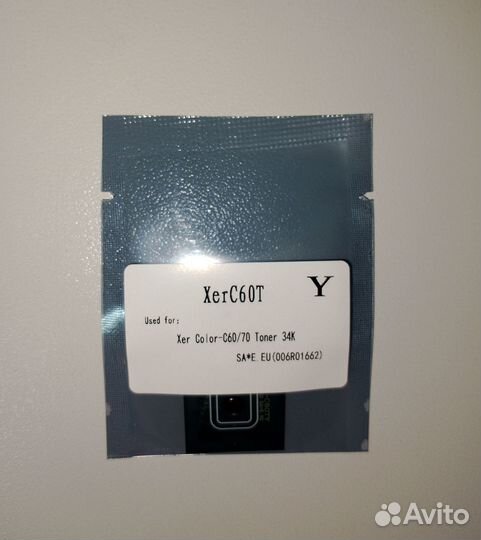 XerC60T
Y
Used for:
Xer Color-C60/70 Toner 34K
SA*E. EU(006R01662)
Avito